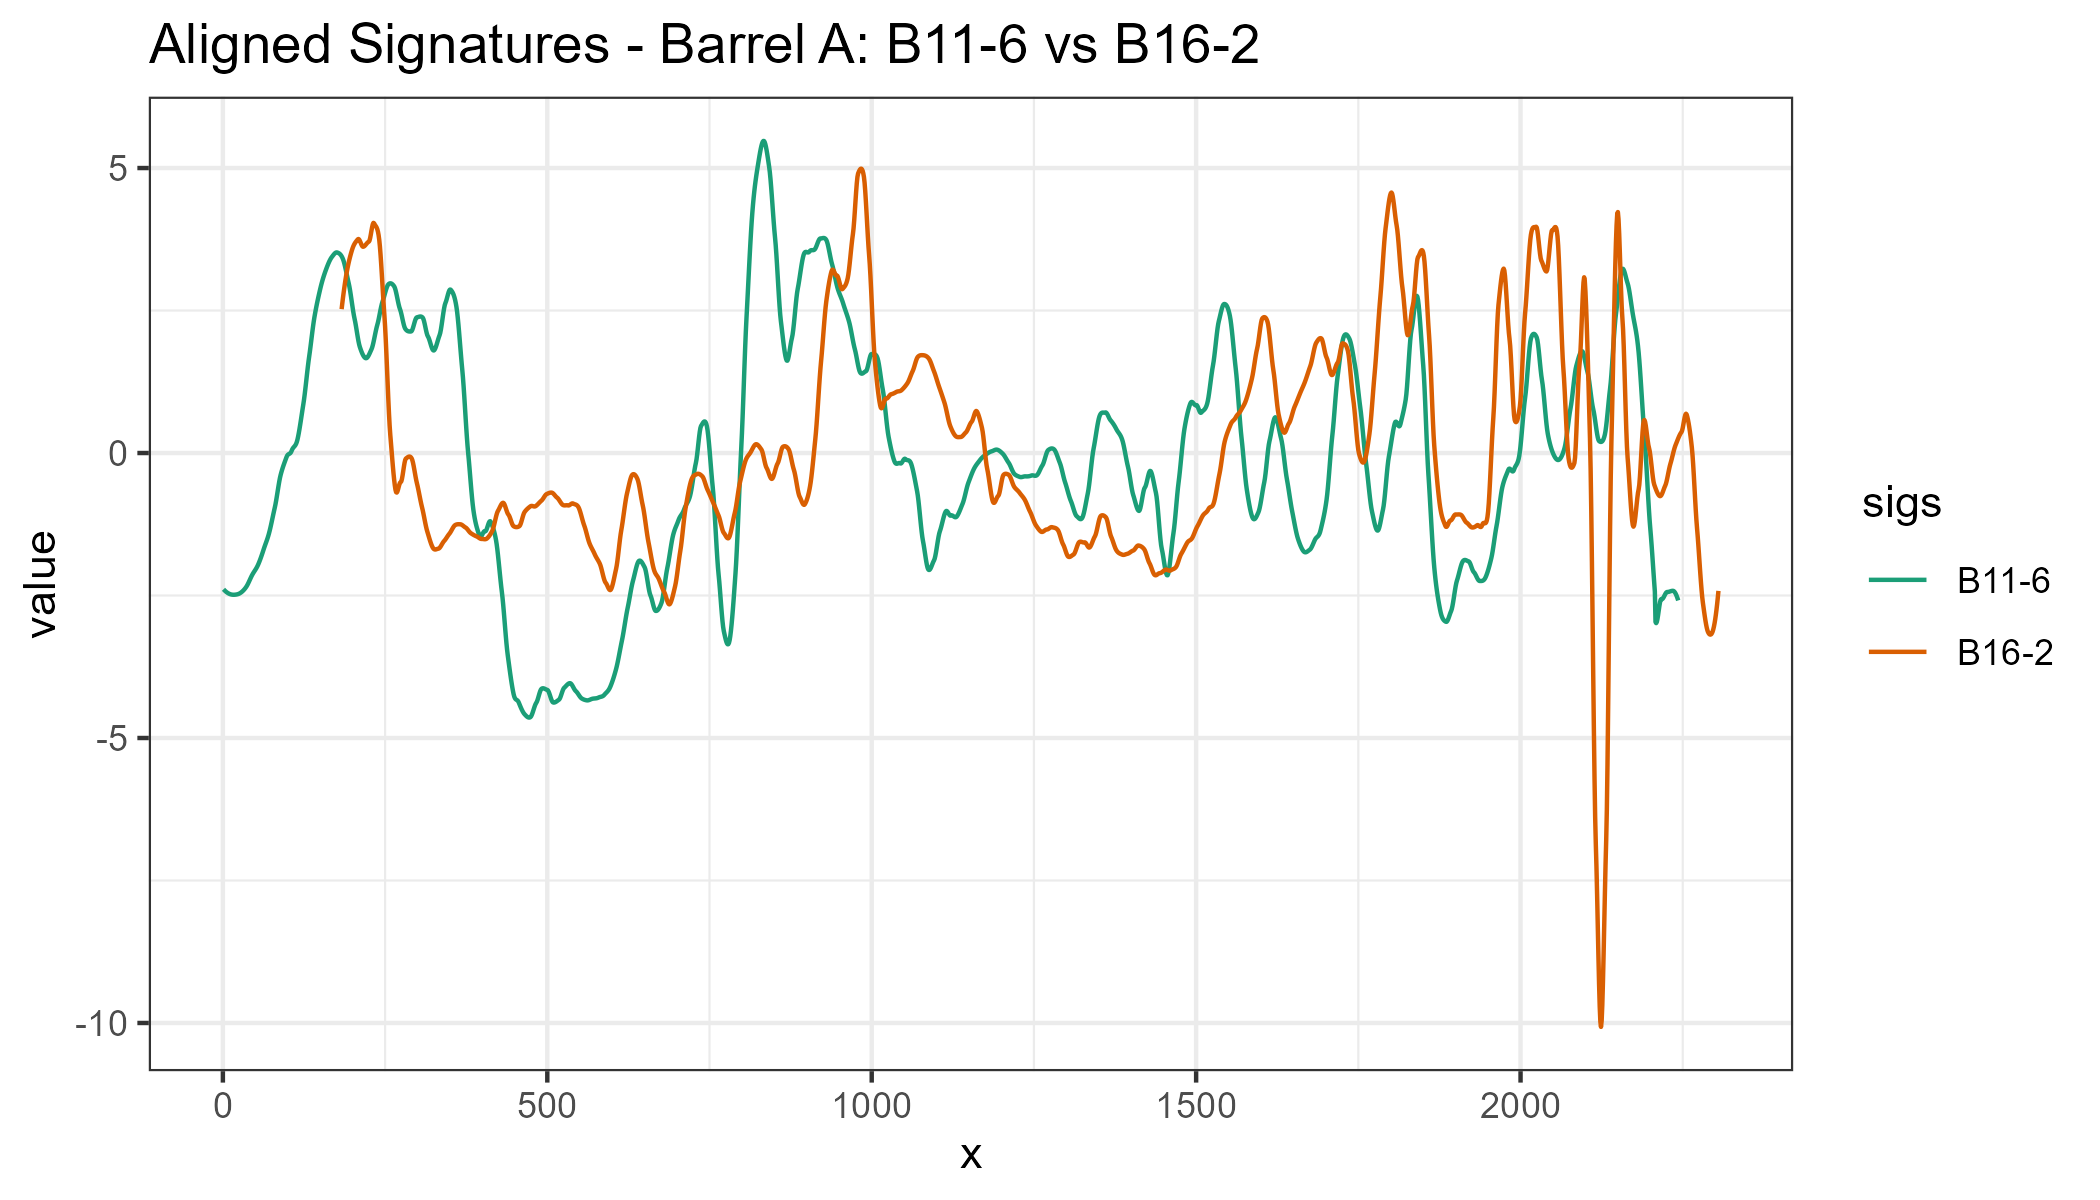 Aligned Signatures - Barrel A: B11-6 vs B16-2
value
5
0
-5
-10
0 500 1000 1500 2000
x
sigs
B11-6
B16-2